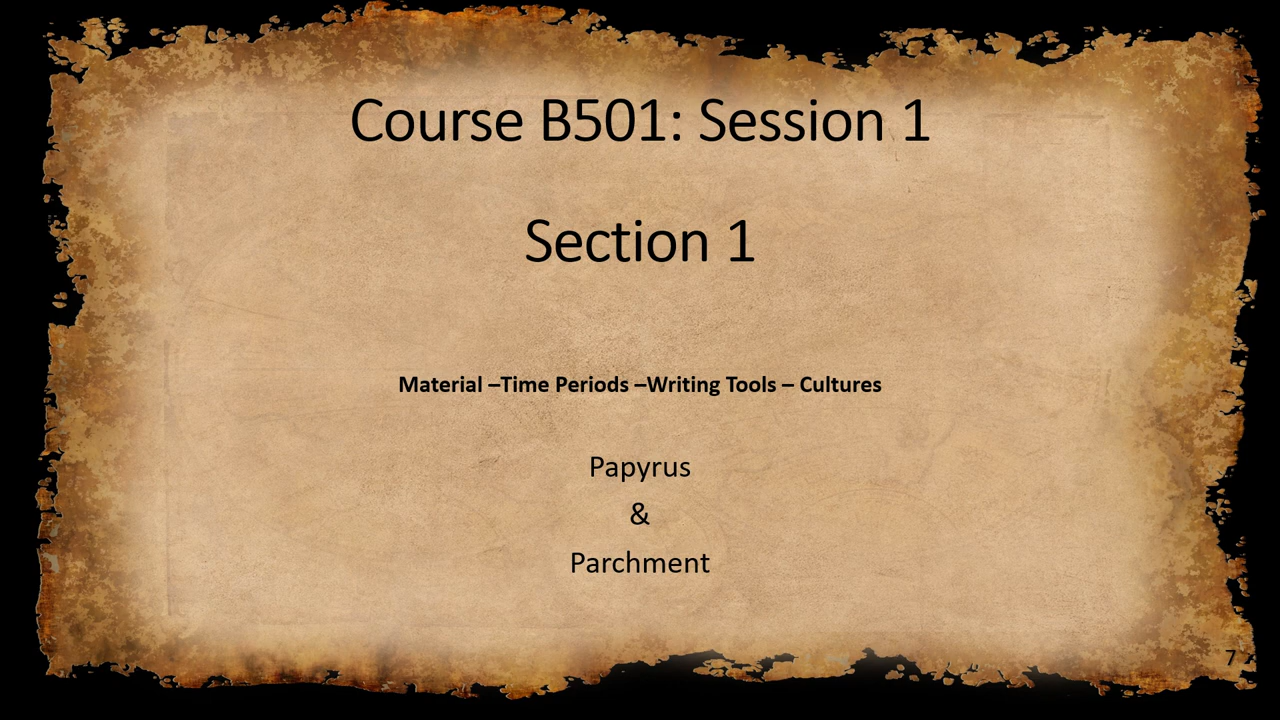 Course B501: Session 1
Section 1
Material –Time Periods –Writing Tools – Cultures
Papyrus
&
Parchment
7